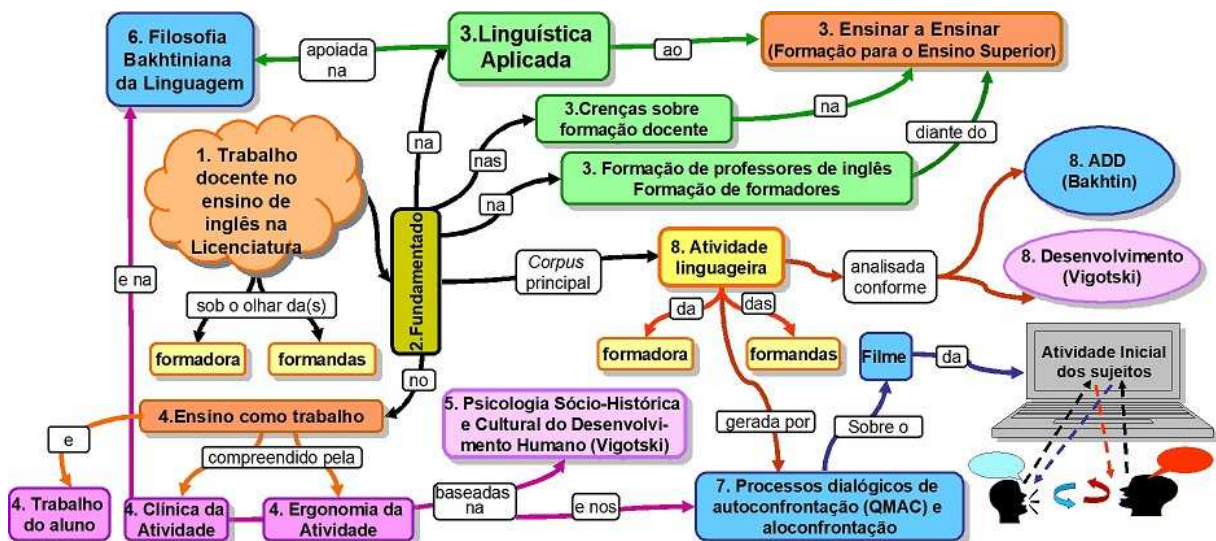 6. Filosofia
Bakhtiniana
da Linguagem
apoiada
na
3.Linguística
Aplicada
ao
3. Ensinar a Ensinar
(Formação para o Ensino Superior)
na
nas
3.Crenças sobre
formação docente
na
diante do
na
3. Formação de professores de inglês
Formação de formadores
1. Trabalho
docente no
ensino de
inglês na
Licenciatura
2.Fundamentado
8. ADD
(Bakhtin)
Corpus
principal
8. Atividade
linguageira
analisada
conforme
8. Desenvolvimento
(Vigotski)
e na
sob o olhar da(s)
formadora
formandas
da
das
formadora
formandas
Filme
da
Atividade Inicial
dos sujeitos
no
4.Ensino como trabalho
e
compreendido pela
5. Psicologia Sócio-Histórica
e Cultural do Desenvolvi-
mento Humano (Vigotski)
gerada por
Sobre o
4. Trabalho
do aluno
4. Clínica da
Atividade
4. Ergonomia da
Atividade
baseadas
na
e nos
7. Processos dialógicos de
autoconfrontação (QMAC) e
aloconfrontação